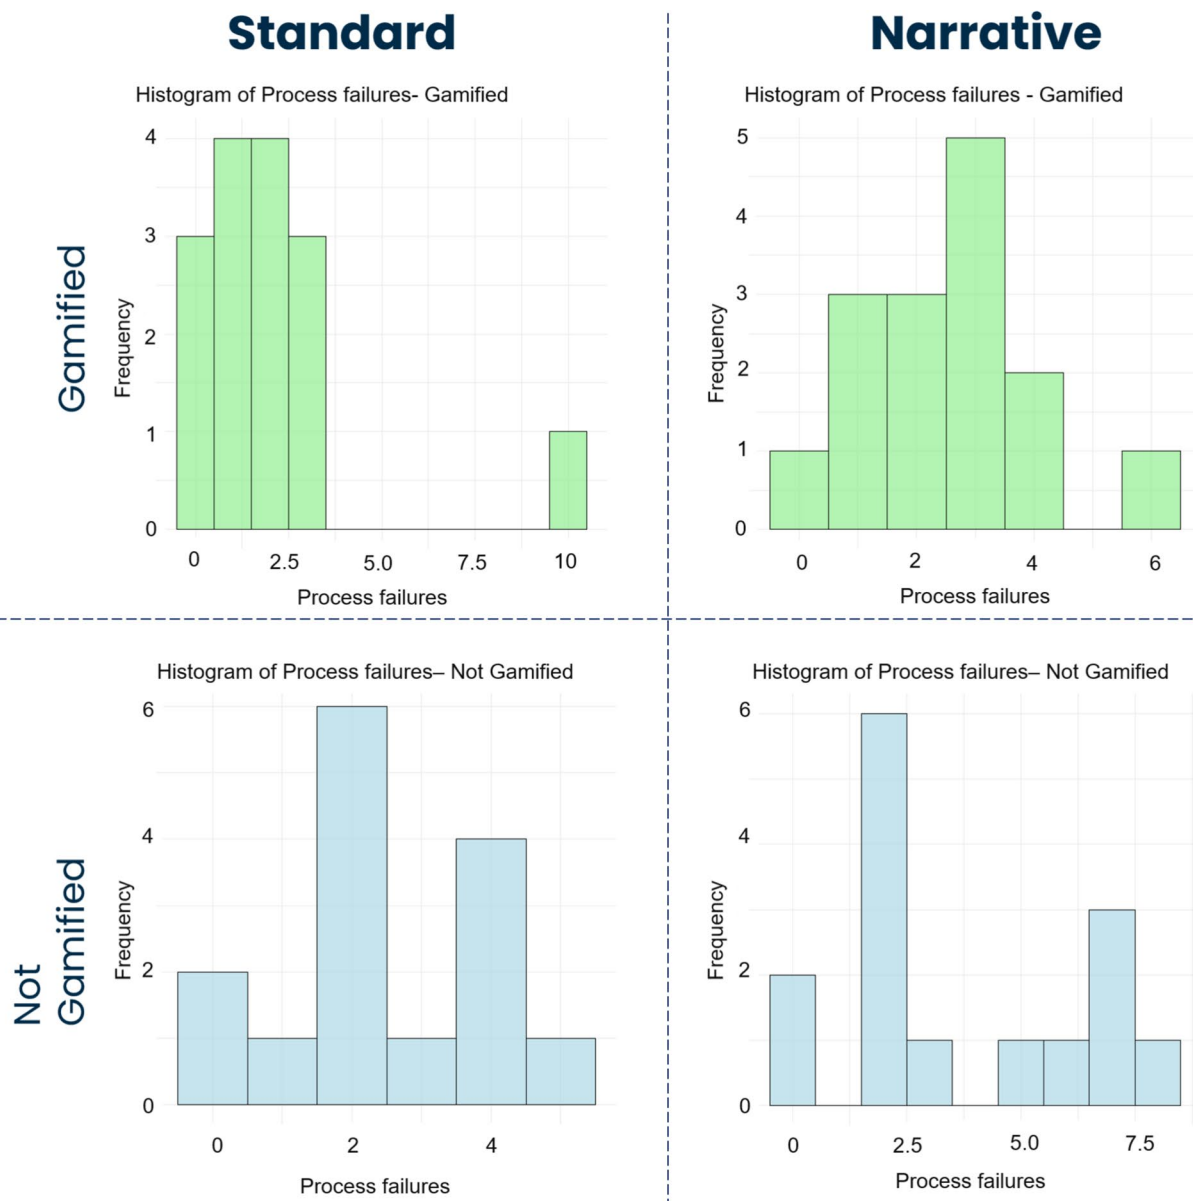 Standard
Narrative
Histogram of Process failures- Gamified
4
3
2
1
0
Frequency
0 2.5 5.0 7.5 10
Process failures
Gamified
Histogram of Process failures - Gamified
5
4
3
2
1
0
Frequency
0 2 4 6
Process failures
Histogram of Process failures– Not Gamified
6
4
2
0
Frequency
0 2 4
Process failures
Not
Gamified
Histogram of Process failures– Not Gamified
6
4
2
0
Frequency
0 2.5 5.0 7.5
Process failures